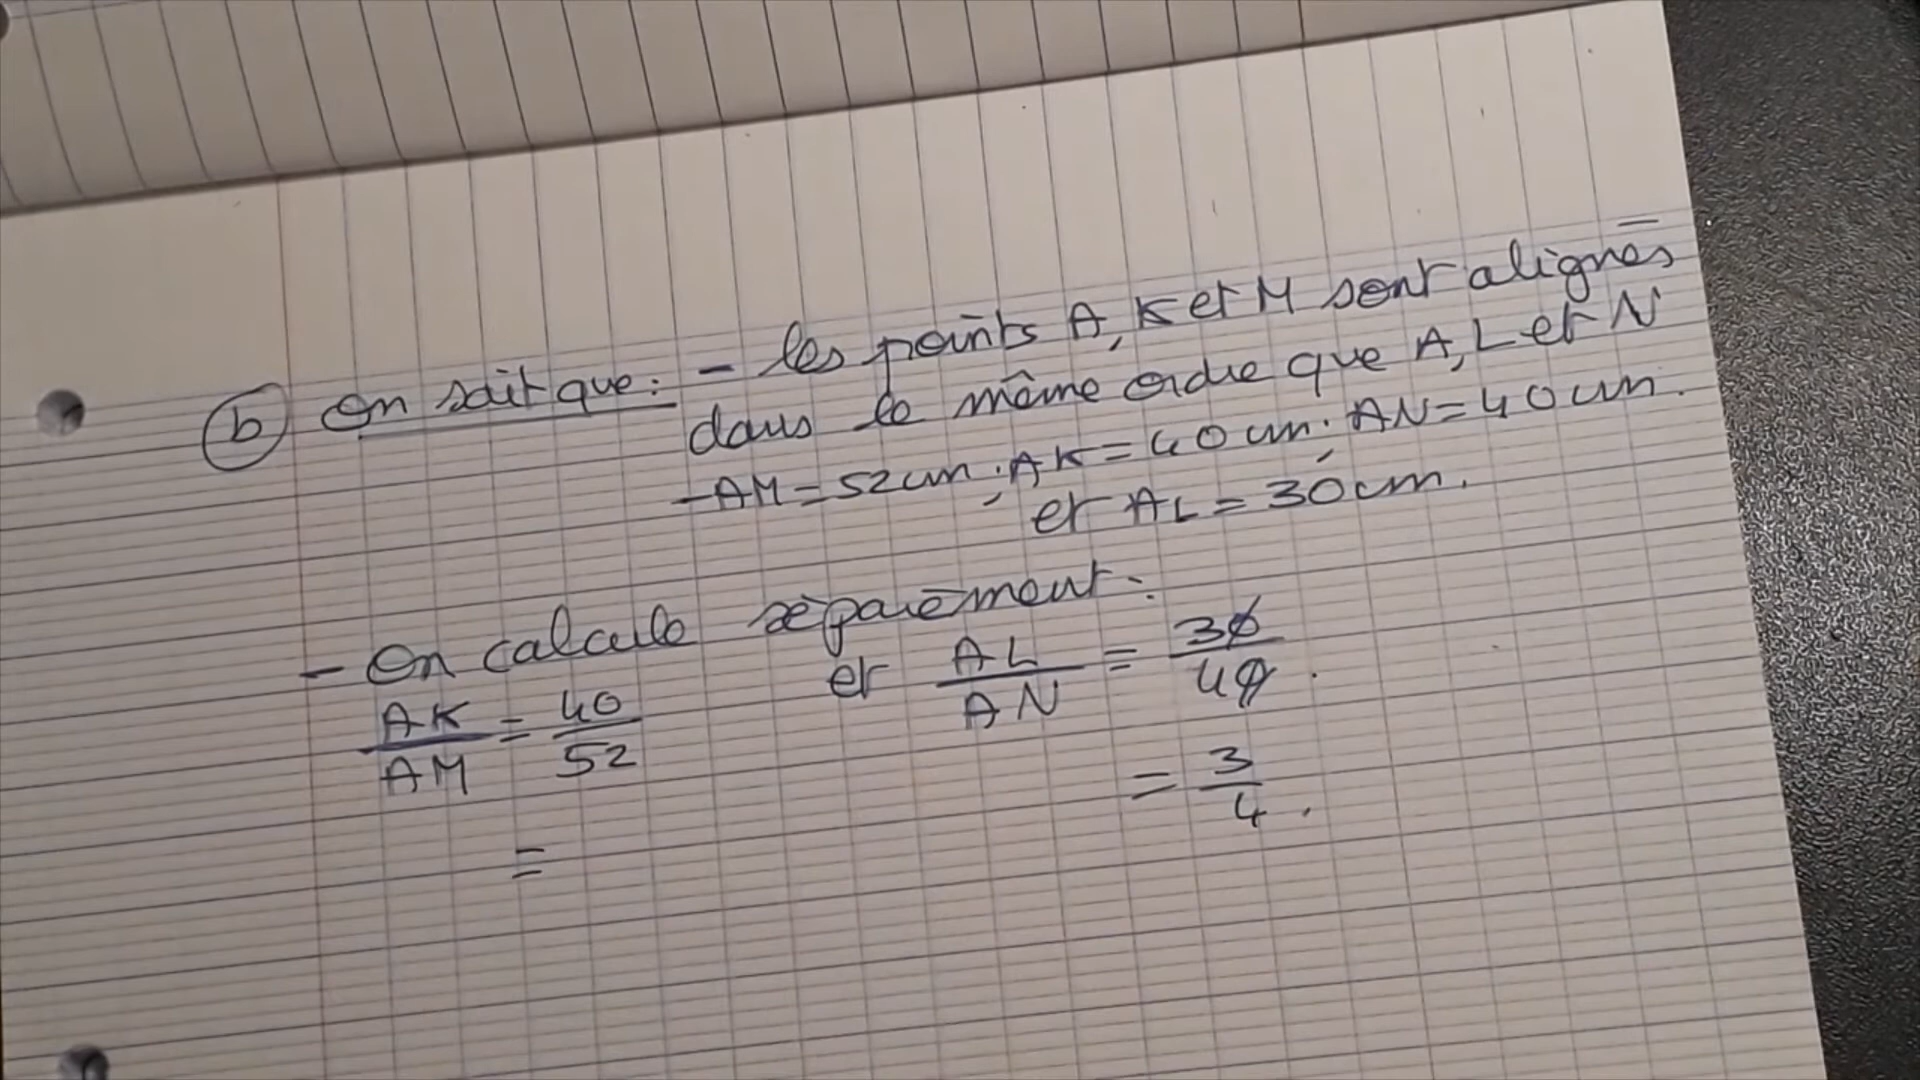 b On sait que : - les points A, K et M sont alignés
dans le même ordre que A, L et N
- AM = 52 cm ; AK = 40 cm ; AN = 40 cm.
et AL = 30 cm.
- On calcule séparément :
AK/AM = 40/52 et AL/AN = 30/40.
= 3/4.
=